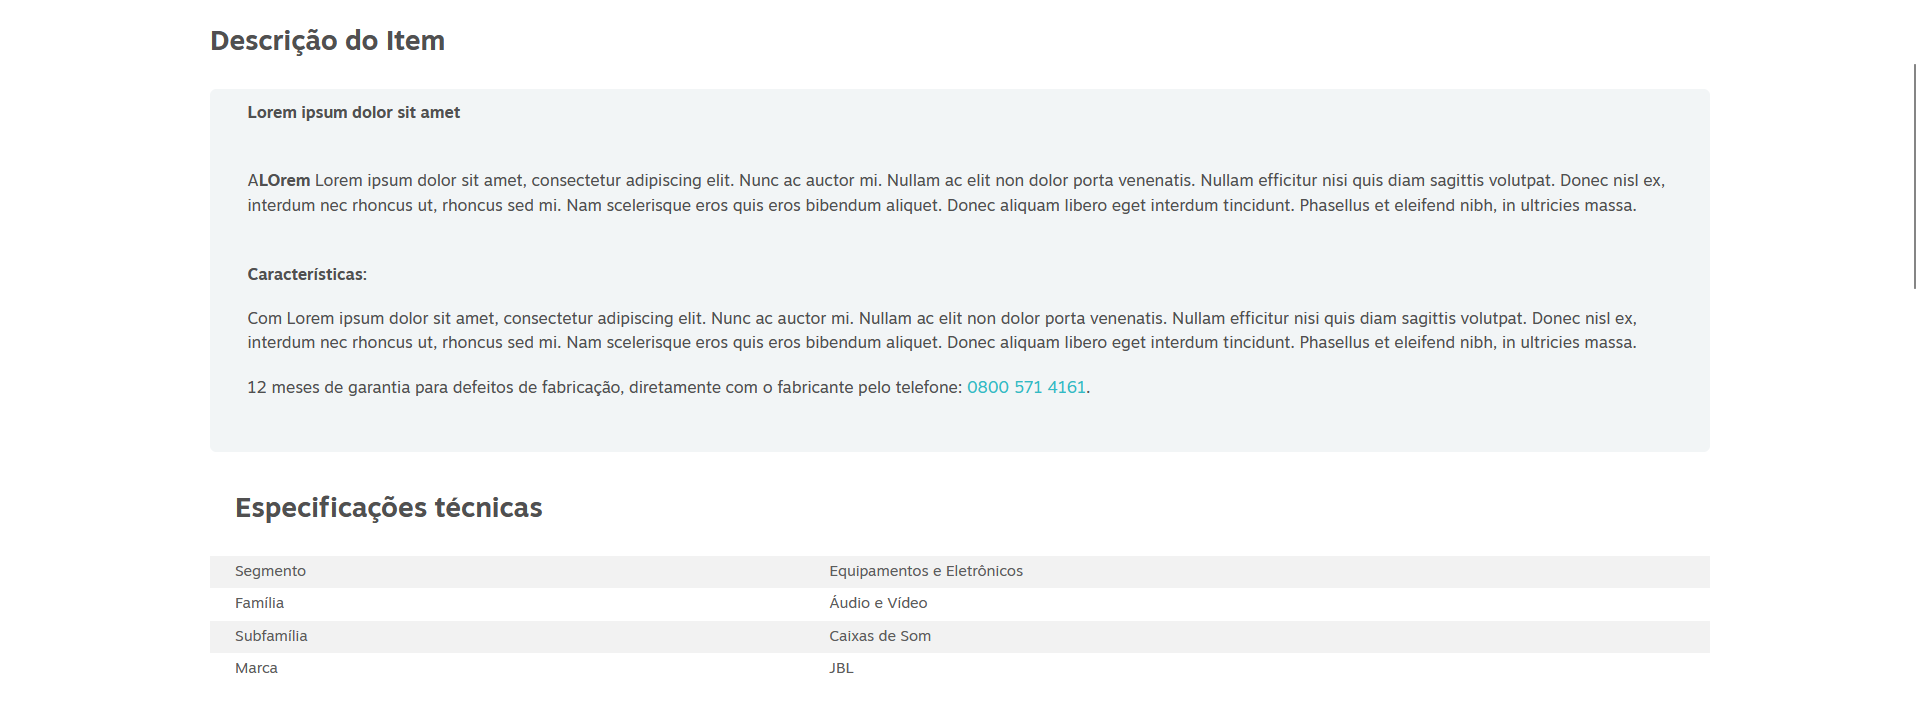 Descrição do Item
Lorem ipsum dolor sit amet
ALOrem Lorem ipsum dolor sit amet, consectetur adipiscing elit. Nunc ac auctor mi. Nullam ac elit non dolor porta venenatis. Nullam efficitur nisi quis diam sagittis volutpat. Donec nisl ex,
interdum nec rhoncus ut, rhoncus sed mi. Nam scelerisque eros quis eros bibendum aliquet. Donec aliquam libero eget interdum tincidunt. Phasellus et eleifend nibh, in ultricies massa.
Características:
Com Lorem ipsum dolor sit amet, consectetur adipiscing elit. Nunc ac auctor mi. Nullam ac elit non dolor porta venenatis. Nullam efficitur nisi quis diam sagittis volutpat. Donec nisl ex,
interdum nec rhoncus ut, rhoncus sed mi. Nam scelerisque eros quis eros bibendum aliquet. Donec aliquam libero eget interdum tincidunt. Phasellus et eleifend nibh, in ultricies massa.
12 meses de garantia para defeitos de fabricação, diretamente com o fabricante pelo telefone: 0800 571 4161.
Especificações técnicas
Segmento Equipamentos e Eletrônicos
Família Áudio e Vídeo
Subfamília Caixas de Som
Marca JBL